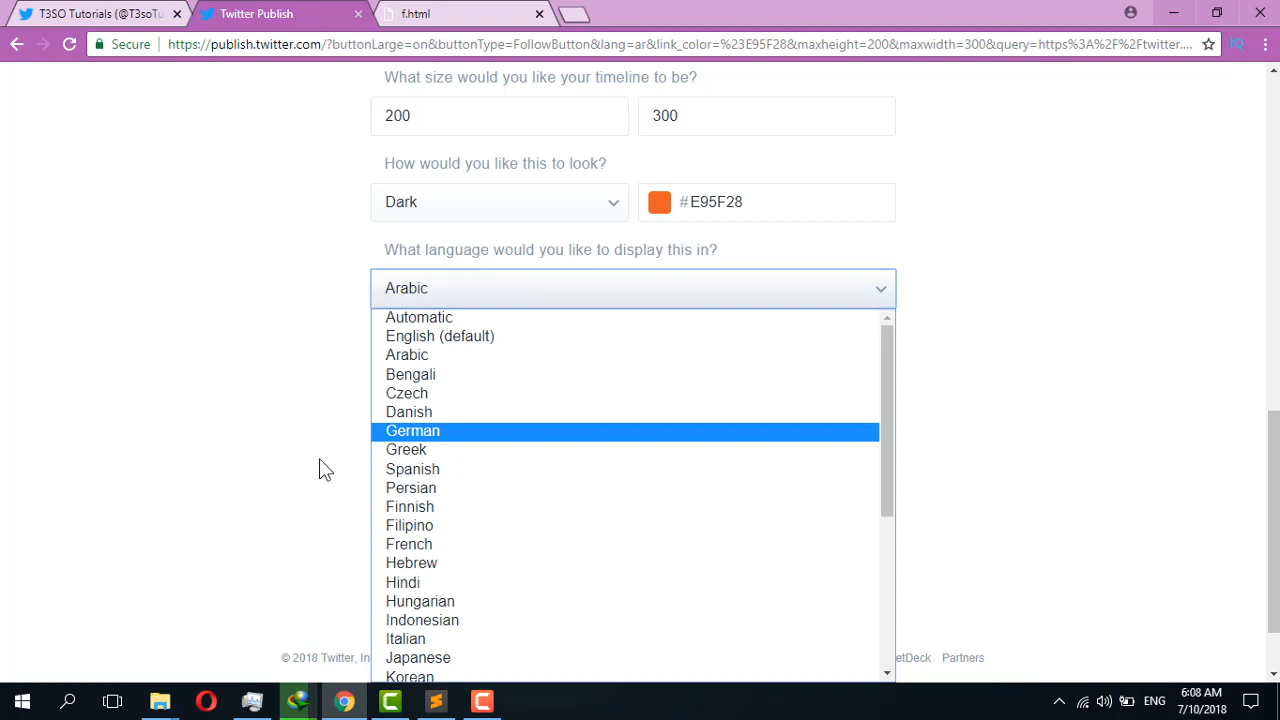 T3SO Tutorials (@T3soTu
Twitter Publish
f.html
Secure
https://publish.twitter.com/?buttonLarge=on&buttonType=FollowButton&lang=ar&link_color=%23E95F28&maxheight=200&maxwidth=300&query=https%3A%2F%2Ftwitter....
What size would you like your timeline to be?
200 300
How would you like this to look?
Dark #E95F28
What language would you like to display this in?
Arabic
Automatic
English (default)
Arabic
Bengali
Czech
Danish
German
Greek
Spanish
Persian
Finnish
Filipino
French
Hebrew
Hindi
Hungarian
Indonesian
Italian
Japanese
Korean
© 2018 Twitter, In etDeck Partners
ENG
6:08 AM
7/10/2018